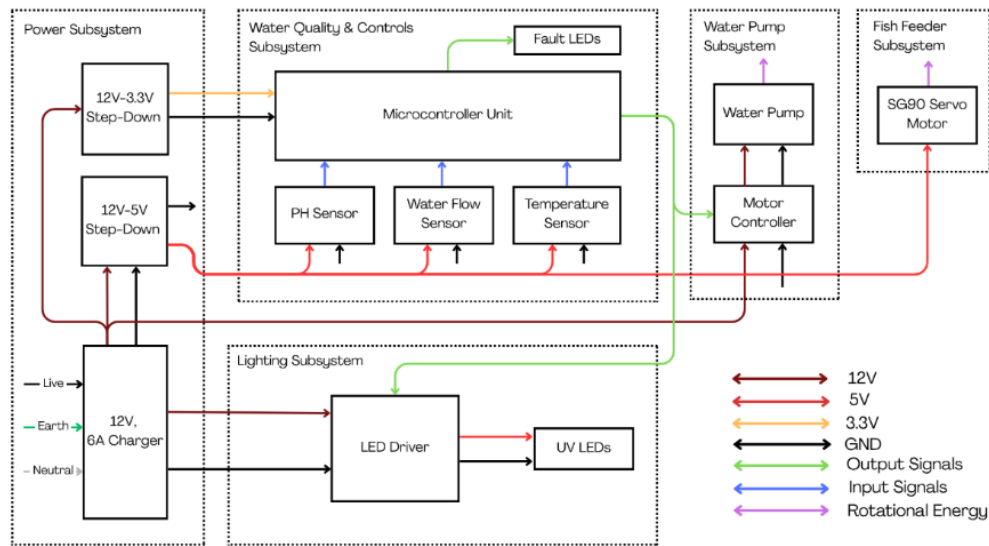 Power Subsystem
Water Quality & Controls
Subsystem
Fault LEDs
Water Pump
Subsystem
Fish Feeder
Subsystem
12V-3.3V
Step-Down
Microcontroller Unit
Water Pump
SG90 Servo
Motor
12V-5V
Step-Down
PH Sensor
Water Flow
Sensor
Temperature
Sensor
Motor
Controller
Lighting Subsystem
Live
Earth
Neutral
12V,
6A Charger
LED Driver
UV LEDs
12V
5V
3.3V
GND
Output Signals
Input Signals
Rotational Energy